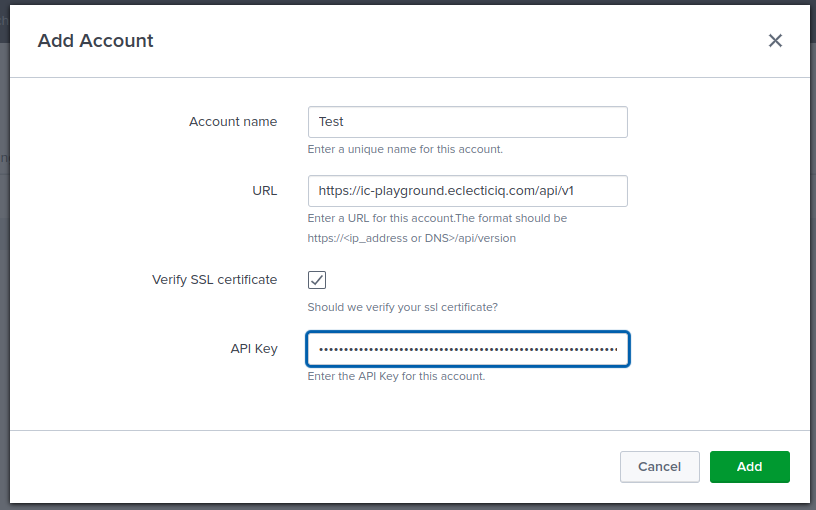 Add Account
Account name
Test
Enter a unique name for this account.
URL
https://ic-playground.eclecticiq.com/api/v1
Enter a URL for this account.The format should be
https://<ip_address or DNS>/api/version
Verify SSL certificate
Should we verify your ssl certificate?
API Key
Enter the API Key for this account.
Cancel
Add